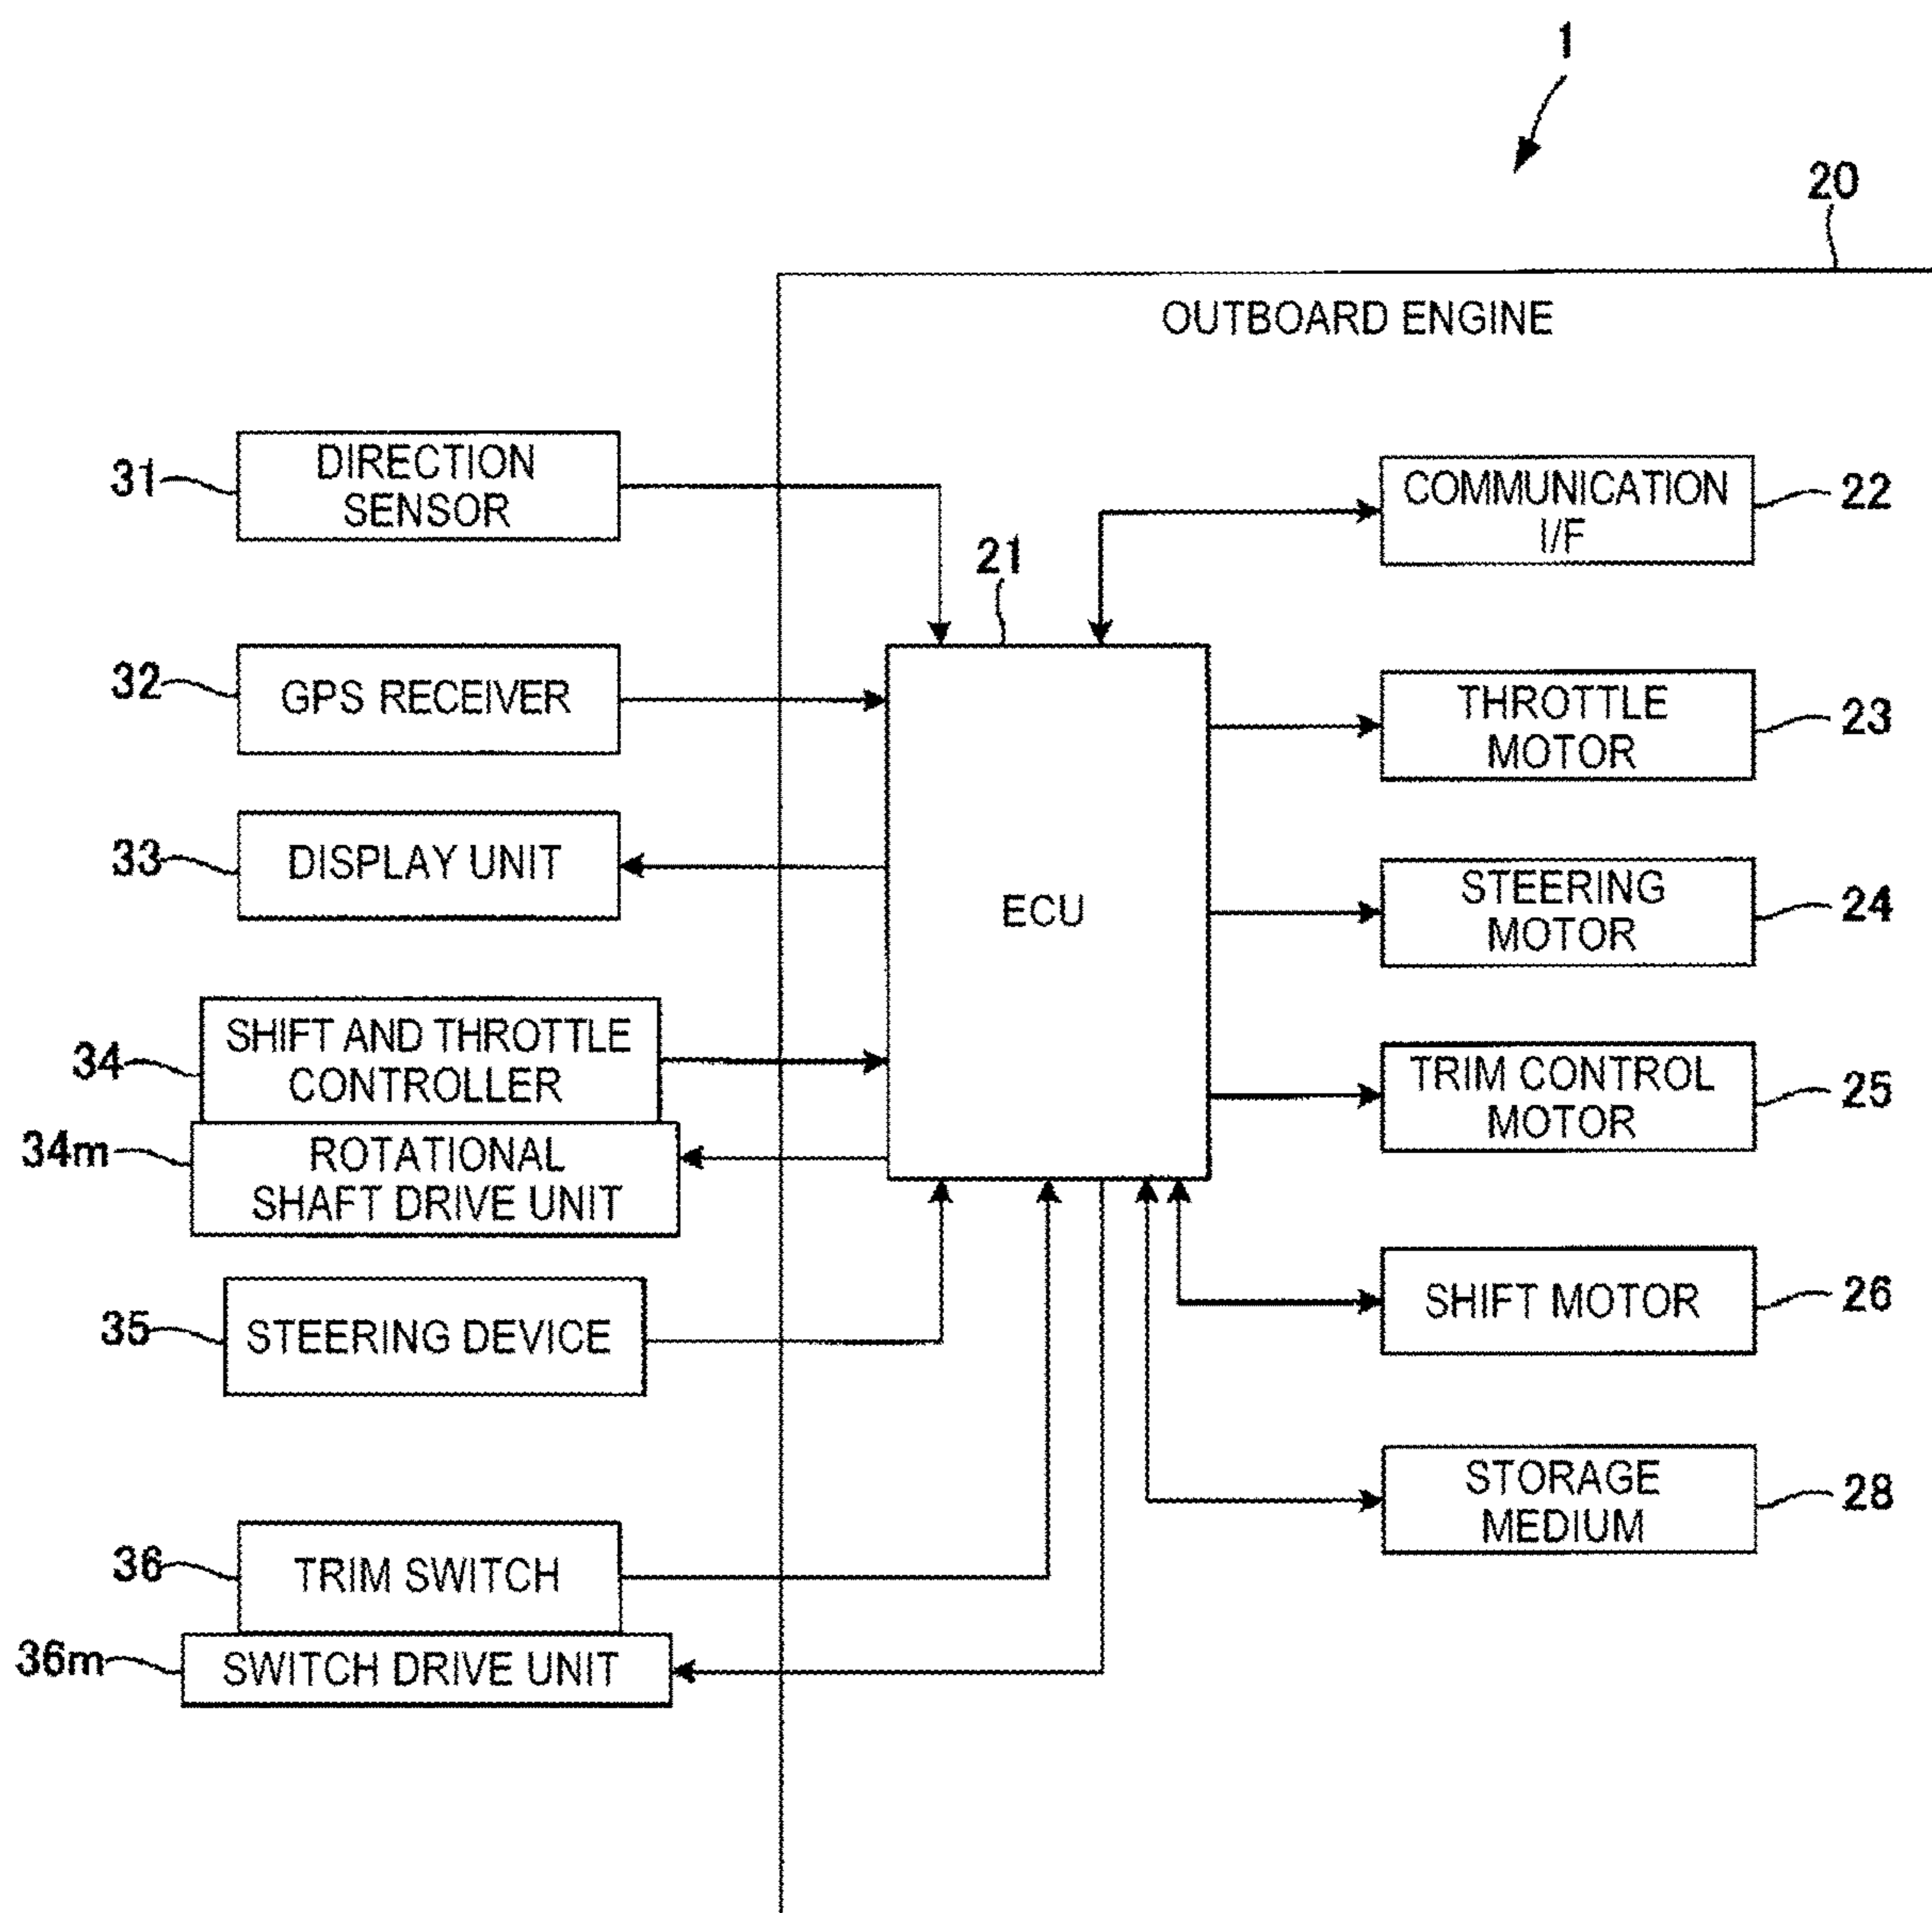 1
20
OUTBOARD ENGINE
31
DIRECTION
SENSOR
COMMUNICATION
I/F
22
21
32
GPS RECEIVER
THROTTLE
MOTOR
23
33
DISPLAY UNIT
ECU
STEERING
MOTOR
24
34
SHIFT AND THROTTLE
CONTROLLER
TRIM CONTROL
MOTOR
25
34m
ROTATIONAL
SHAFT DRIVE UNIT
35
STEERING DEVICE
SHIFT MOTOR
26
STORAGE
MEDIUM
28
36
TRIM SWITCH
36m
SWITCH DRIVE UNIT